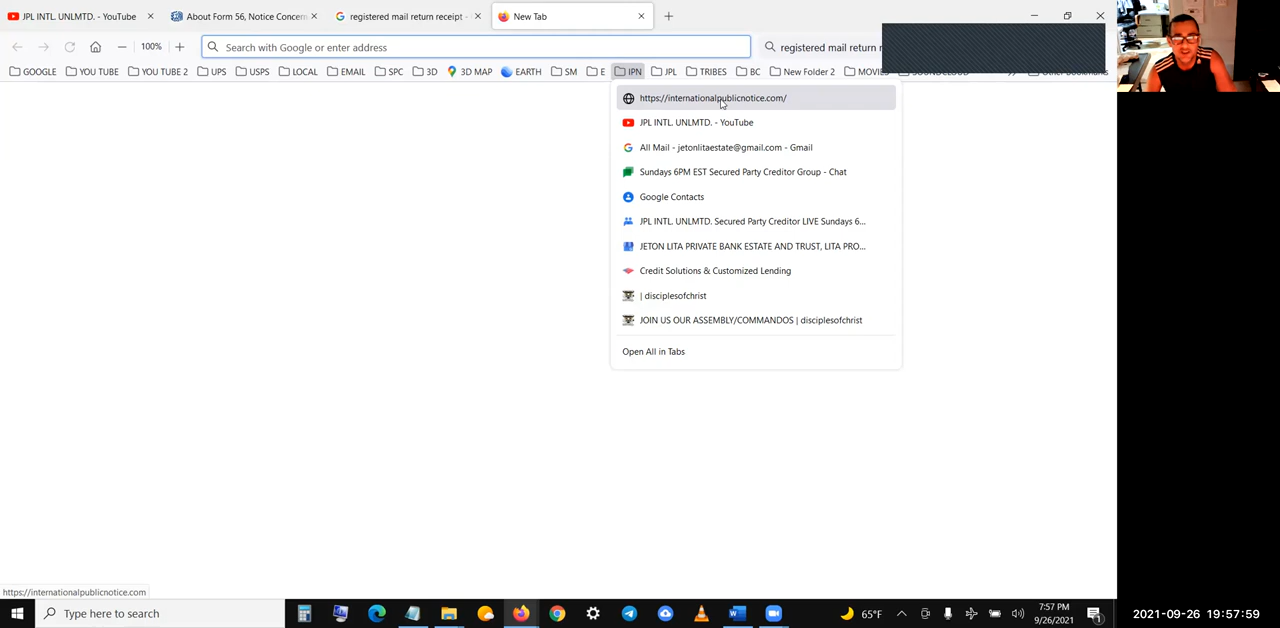 JPL INTL. UNLMTD. - YouTube
About Form 56, Notice Concern
registered mail return receipt -
New Tab
100%
Search with Google or enter address
registered mail return r
GOOGLE
YOU TUBE
YOU TUBE 2
UPS
USPS
LOCAL
EMAIL
SPC
3D
3D MAP
EARTH
SM
E
IPN
JPL
TRIBES
BC
New Folder 2
MOVIES
https://internationalpublicnotice.com/
JPL INTL. UNLMTD. - YouTube
All Mail - jetonlitaestate@gmail.com - Gmail
Sundays 6PM EST Secured Party Creditor Group - Chat
Google Contacts
JPL INTL. UNLMTD. Secured Party Creditor LIVE Sundays 6...
JETON LITA PRIVATE BANK ESTATE AND TRUST, LITA PRO...
Credit Solutions & Customized Lending
| disciplesofchrist
JOIN US OUR ASSEMBLY/COMMANDOS | disciplesofchrist
Open All in Tabs
https://internationalpublicnotice.com
Type here to search
65°F
7:57 PM
9/26/2021
1
2021-09-26 19:57:59